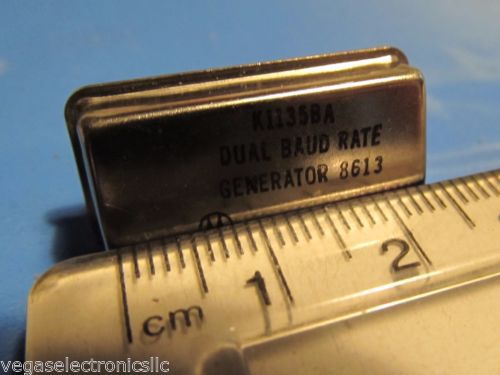 K1135BA
DUAL BAUD RATE
GENERATOR 8613
cm 1 2
vegaselectronicsllc